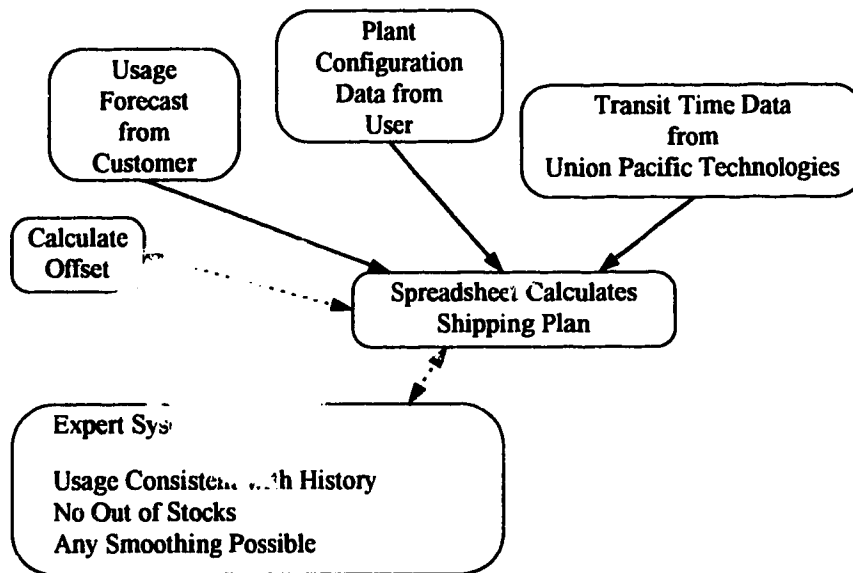 Usage
Forecast
from
Customer
Plant
Configuration
Data from
User
Transit Time Data
from
Union Pacific Technologies
Calculate
Offset
Spreadsheet Calculates
Shipping Plan
Expert
Usage
History
No Out of Stocks
Any Smoothing Possible